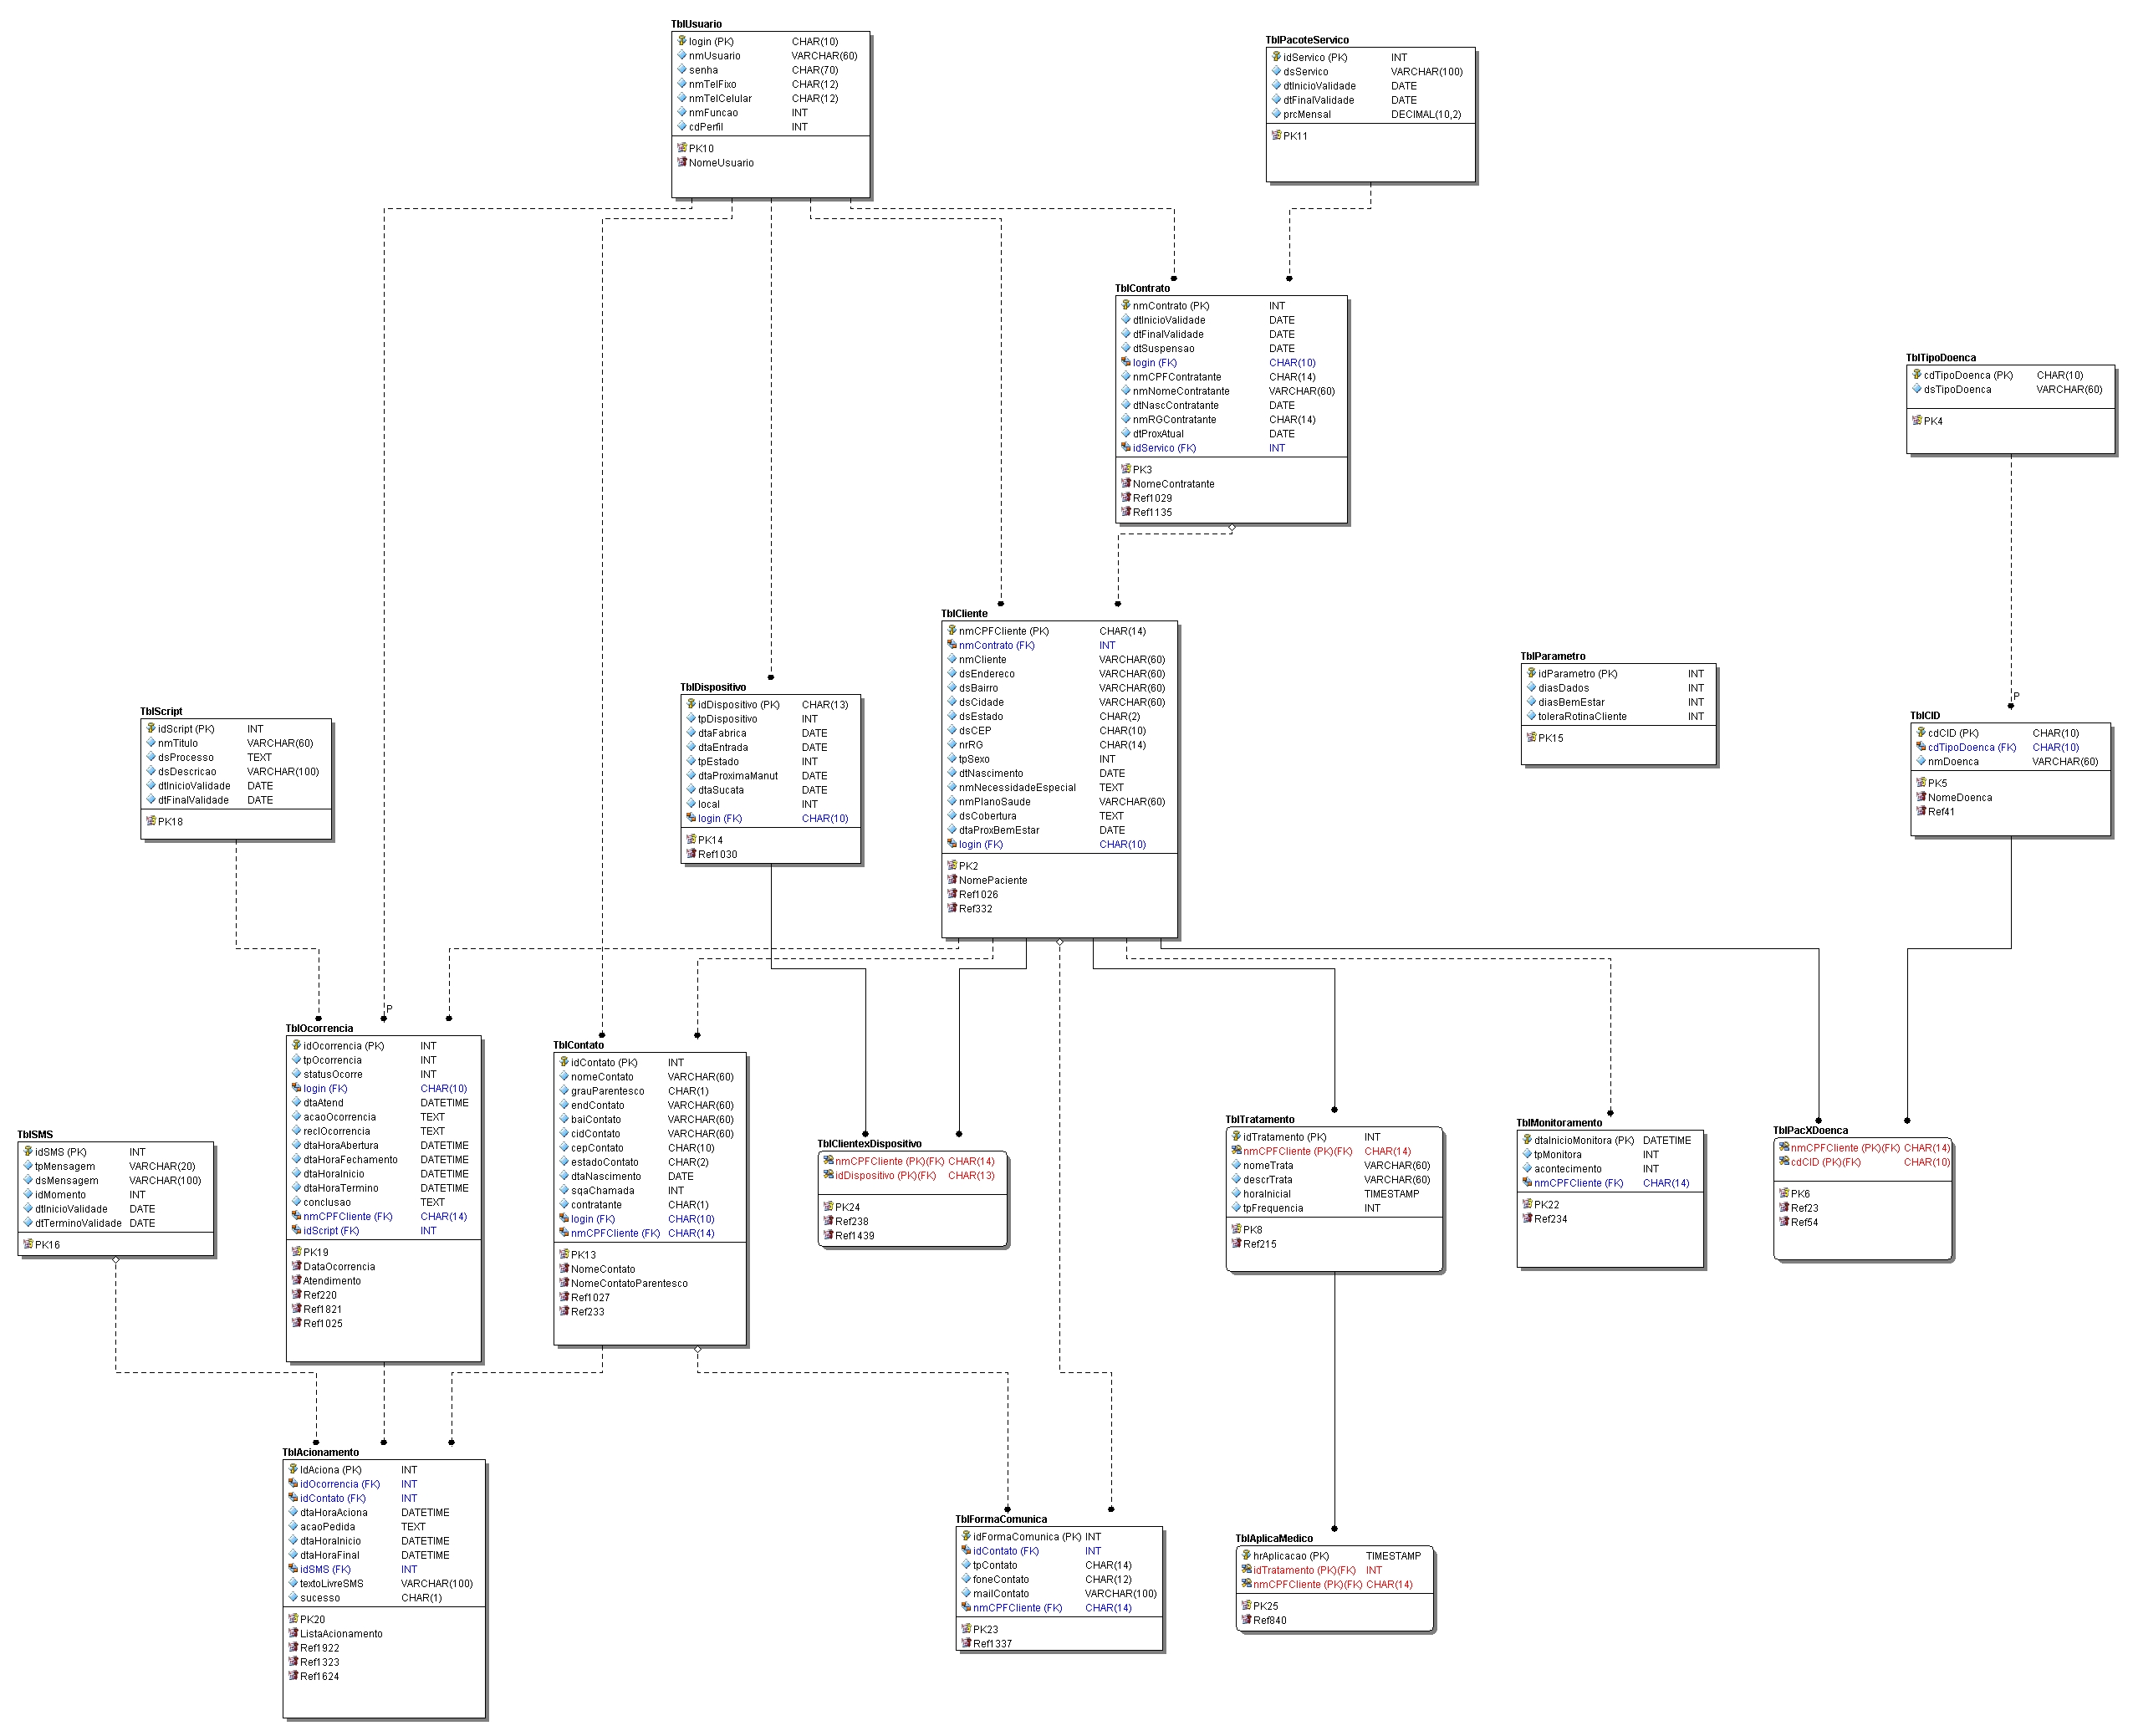 TblUsuario
login (PK) CHAR(10)
nmUsuario VARCHAR(60)
senha CHAR(70)
nmTelFixo CHAR(12)
nmTelCelular CHAR(12)
nmFuncao INT
cdPerfil INT
PK10
NomeUsuario
TblPacoteServico
idServico (PK) INT
dsServico VARCHAR(100)
dtInicioValidade DATE
dtFinalValidade DATE
prcMensal DECIMAL(10,2)
PK11
TblContrato
nmContrato (PK) INT
dtInicioValidade DATE
dtFinalValidade DATE
dtSuspensao DATE
login (FK) CHAR(10)
nmCPFContratante CHAR(14)
nmNomeContratante VARCHAR(60)
dtNascContratante DATE
nmRGContratante CHAR(14)
dtProxAtual DATE
idServico (FK) INT
PK3
NomeContratante
Ref1029
Ref1135
TblTipoDoenca
cdTipoDoenca (PK) CHAR(10)
dsTipoDoenca VARCHAR(60)
PK4
TblCliente
nmCPFCliente (PK) CHAR(14)
nmContrato (FK) INT
nmCliente VARCHAR(60)
dsEndereco VARCHAR(60)
dsBairro VARCHAR(60)
dsCidade VARCHAR(60)
dsEstado CHAR(2)
dsCEP CHAR(10)
nrRG CHAR(14)
tpSexo INT
dtNascimento DATE
nmNecessidadeEspecial TEXT
nmPlanoSaude VARCHAR(60)
dsCobertura TEXT
dtaProxBemEstar DATE
login (FK) CHAR(10)
PK2
NomePaciente
Ref1026
Ref332
TblParametro
idParametro (PK) INT
diasDados INT
diasBemEstar INT
toleraRotinaCliente INT
PK15
P
TblCID
cdCID (PK) CHAR(10)
cdTipoDoenca (FK) CHAR(10)
nmDoenca VARCHAR(60)
PK5
NomeDoenca
Ref41
TblDispositivo
idDispositivo (PK) CHAR(13)
tpDispositivo INT
dtaFabrica DATE
dtaEntrada DATE
tpEstado INT
dtaProximaManut DATE
dtaSucata DATE
local INT
login (FK) CHAR(10)
PK14
Ref1030
TblScript
idScript (PK) INT
nmTitulo VARCHAR(60)
dsProcesso TEXT
dsDescricao VARCHAR(100)
dtInicioValidade DATE
dtFinalValidade DATE
PK18
P
TblOcorrencia
idOcorrencia (PK) INT
tpOcorrencia INT
statusOcorre INT
login (FK) CHAR(10)
dtaAtend DATETIME
acaoOcorrencia TEXT
reclOcorrencia TEXT
dtaHoraAbertura DATETIME
dtaHoraFechamento DATETIME
dtaHoraInicio DATETIME
dtaHoraTermino DATETIME
conclusao TEXT
nmCPFCliente (FK) CHAR(14)
idScript (FK) INT
PK19
DataOcorrencia
Atendimento
Ref220
Ref1821
Ref1025
TblContato
idContato (PK) INT
nomeContato VARCHAR(60)
grauParentesco CHAR(1)
endContato VARCHAR(60)
baiContato VARCHAR(60)
cidContato VARCHAR(60)
cepContato CHAR(10)
estadoContato CHAR(2)
dtaNascimento DATE
sqaChamada INT
contratante CHAR(1)
login (FK) CHAR(10)
nmCPFCliente (FK) CHAR(14)
PK13
NomeContato
NomeContatoParentesco
Ref1027
Ref233
TblSMS
idSMS (PK) INT
tpMensagem VARCHAR(20)
dsMensagem VARCHAR(100)
idMomento INT
dtInicioValidade DATE
dtTerminoValidade DATE
PK16
TblClientexDispositivo
nmCPFCliente (PK)(FK) CHAR(14)
idDispositivo (PK)(FK) CHAR(13)
PK24
Ref238
Ref1439
TblTratamento
idTratamento (PK) INT
nmCPFCliente (PK)(FK) CHAR(14)
nomeTrata VARCHAR(60)
descrTrata VARCHAR(60)
horaInicial TIMESTAMP
tpFrequencia INT
PK8
Ref215
TblMonitoramento
dtaInicioMonitora (PK) DATETIME
tpMonitora INT
acontecimento INT
nmCPFCliente (FK) CHAR(14)
PK22
Ref234
TblPacXDoenca
nmCPFCliente (PK)(FK) CHAR(14)
cdCID (PK)(FK) CHAR(10)
PK6
Ref23
Ref54
TblAcionamento
IdAciona (PK) INT
idOcorrencia (FK) INT
idContato (FK) INT
dtaHoraAciona DATETIME
acaoPedida TEXT
dtaHoraInicio DATETIME
dtaHoraFinal DATETIME
idSMS (FK) INT
textoLivreSMS VARCHAR(100)
sucesso CHAR(1)
PK20
ListaAcionamento
Ref1922
Ref1323
Ref1624
TblFormaComunica
idFormaComunica (PK) INT
idContato (FK) INT
tpContato CHAR(14)
foneContato CHAR(12)
mailContato VARCHAR(100)
nmCPFCliente (FK) CHAR(14)
PK23
Ref1337
TblAplicaMedico
hrAplicacao (PK) TIMESTAMP
idTratamento (PK)(FK) INT
nmCPFCliente (PK)(FK) CHAR(14)
PK25
Ref840